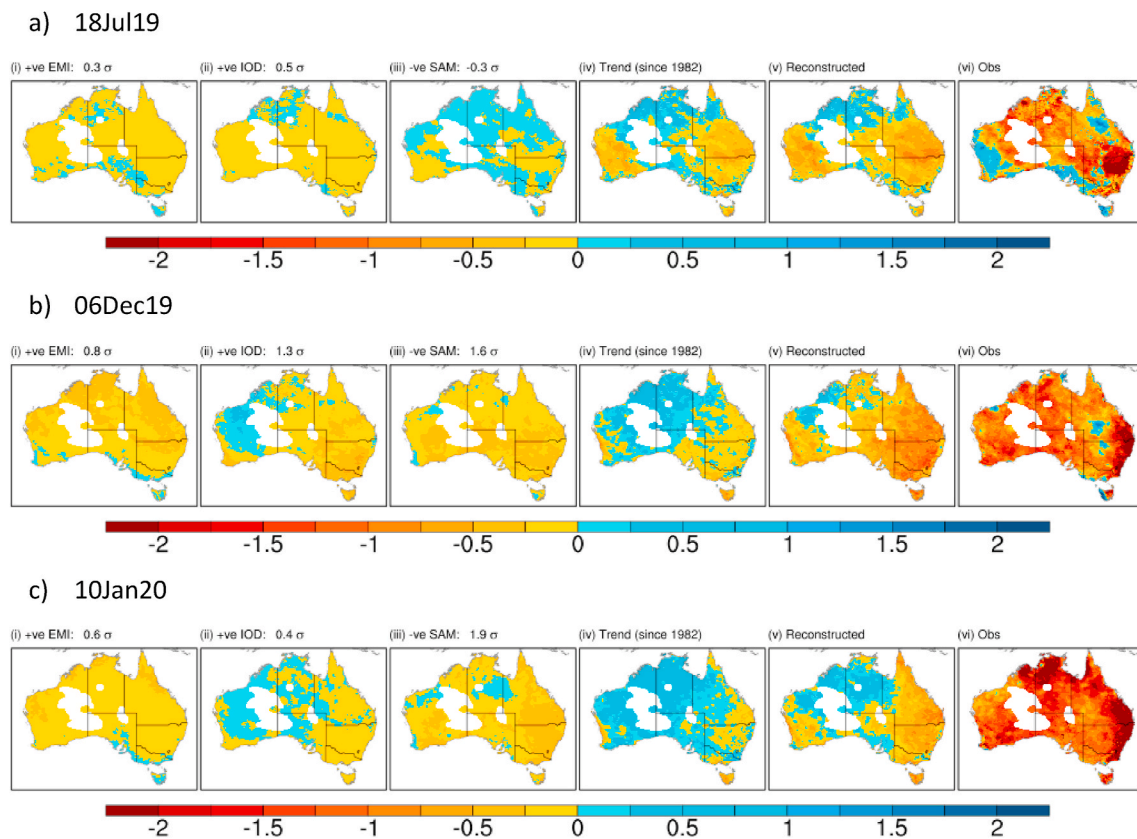 a) 18Jul19
(i) +ve EMI: 0.3 σ (ii) +ve IOD: 0.5 σ (iii) -ve SAM: -0.3 σ (iv) Trend (since 1982) (v) Reconstructed (vi) Obs
-2 -1.5 -1 -0.5 0 0.5 1 1.5 2
b) 06Dec19
(i) +ve EMI: 0.8 σ (ii) +ve IOD: 1.3 σ (iii) -ve SAM: 1.6 σ (iv) Trend (since 1982) (v) Reconstructed (vi) Obs
-2 -1.5 -1 -0.5 0 0.5 1 1.5 2
c) 10Jan20
(i) +ve EMI: 0.6 σ (ii) +ve IOD: 0.4 σ (iii) -ve SAM: 1.9 σ (iv) Trend (since 1982) (v) Reconstructed (vi) Obs
-2 -1.5 -1 -0.5 0 0.5 1 1.5 2